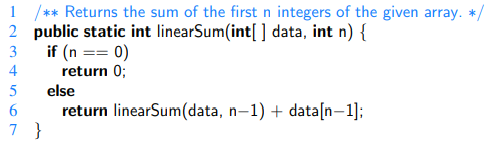 1 /** Returns the sum of the first n integers of the given array. */
2 public static int linearSum(int[ ] data, int n) {
3 if (n == 0)
4 return 0;
5 else
6 return linearSum(data, n−1) + data[n−1];
7 }